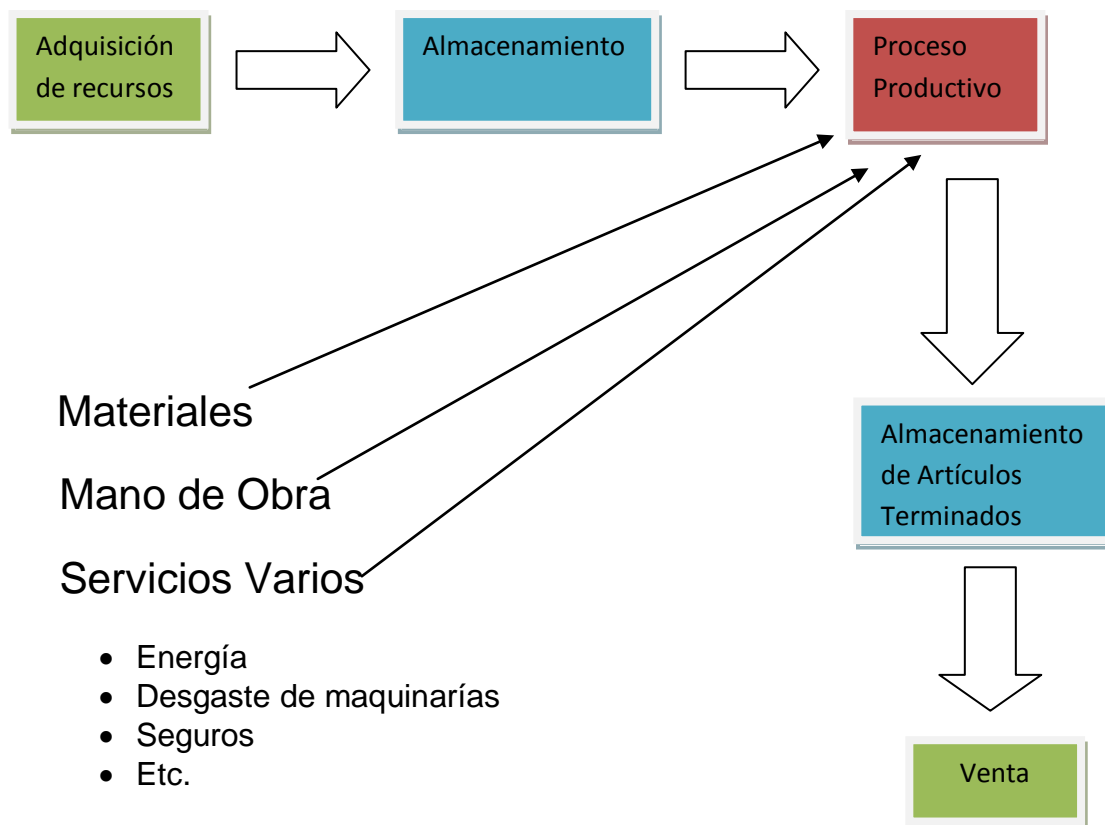 Adquisición
de recursos
Almacenamiento
Proceso
Productivo
Materiales
Mano de Obra
Servicios Varios
• Energía
• Desgaste de maquinarías
• Seguros
• Etc.
Almacenamiento
de Artículos
Terminados
Venta